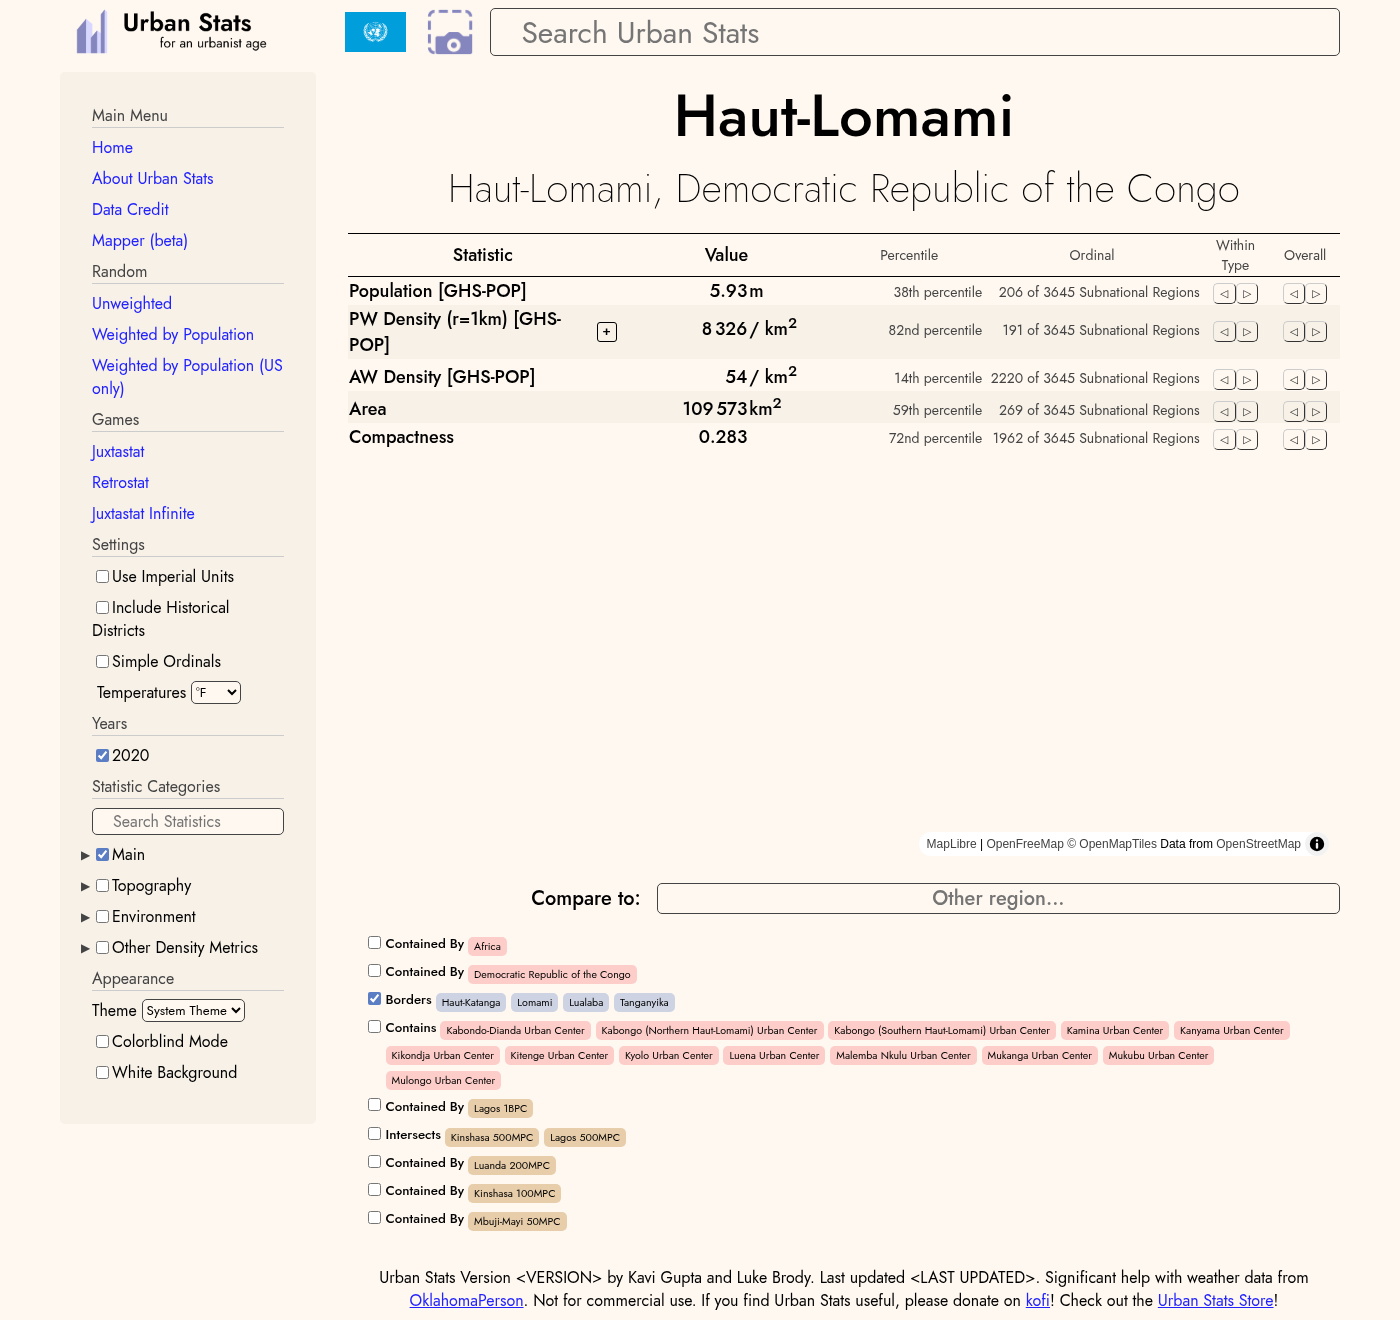 Urban Stats
for an urbanist age
Search Urban Stats
Main Menu
Home
About Urban Stats
Data Credit
Mapper (beta)
Random
Unweighted
Weighted by Population
Weighted by Population (US
only)
Games
Juxtastat
Retrostat
Juxtastat Infinite
Settings
Use Imperial Units
Include Historical
Districts
Simple Ordinals
Temperatures °F
Years
2020
Statistic Categories
Search Statistics
Main
Topography
Environment
Other Density Metrics
Appearance
Theme System Theme
Colorblind Mode
White Background
Haut-Lomami
Haut-Lomami, Democratic Republic of the Congo
Statistic Value Percentile Ordinal Within Type Overall
Population [GHS-POP] 5.93 m 38th percentile 206 of 3645 Subnational Regions
PW Density (r=1km) [GHS-
POP] + 8 326 / km² 82nd percentile 191 of 3645 Subnational Regions
AW Density [GHS-POP] 54 / km² 14th percentile 2220 of 3645 Subnational Regions
Area 109 573 km² 59th percentile 269 of 3645 Subnational Regions
Compactness 0.283 72nd percentile 1962 of 3645 Subnational Regions
MapLibre | OpenFreeMap © OpenMapTiles Data from OpenStreetMap
Compare to: Other region...
Contained By Africa
Contained By Democratic Republic of the Congo
Borders Haut-Katanga Lomami Lualaba Tanganyika
Contains Kabondo-Dianda Urban Center Kabongo (Northern Haut-Lomami) Urban Center Kabongo (Southern Haut-Lomami) Urban Center Kamina Urban Center Kanyama Urban Center
Kikondja Urban Center Kitenge Urban Center Kyolo Urban Center Luena Urban Center Malemba Nkulu Urban Center Mukanga Urban Center Mukubu Urban Center
Mulongo Urban Center
Contained By Lagos 1BPC
Intersects Kinshasa 500MPC Lagos 500MPC
Contained By Luanda 200MPC
Contained By Kinshasa 100MPC
Contained By Mbuji-Mayi 50MPC
Urban Stats Version <VERSION> by Kavi Gupta and Luke Brody. Last updated <LAST UPDATED>. Significant help with weather data from
OklahomaPerson. Not for commercial use. If you find Urban Stats useful, please donate on kofi! Check out the Urban Stats Store!